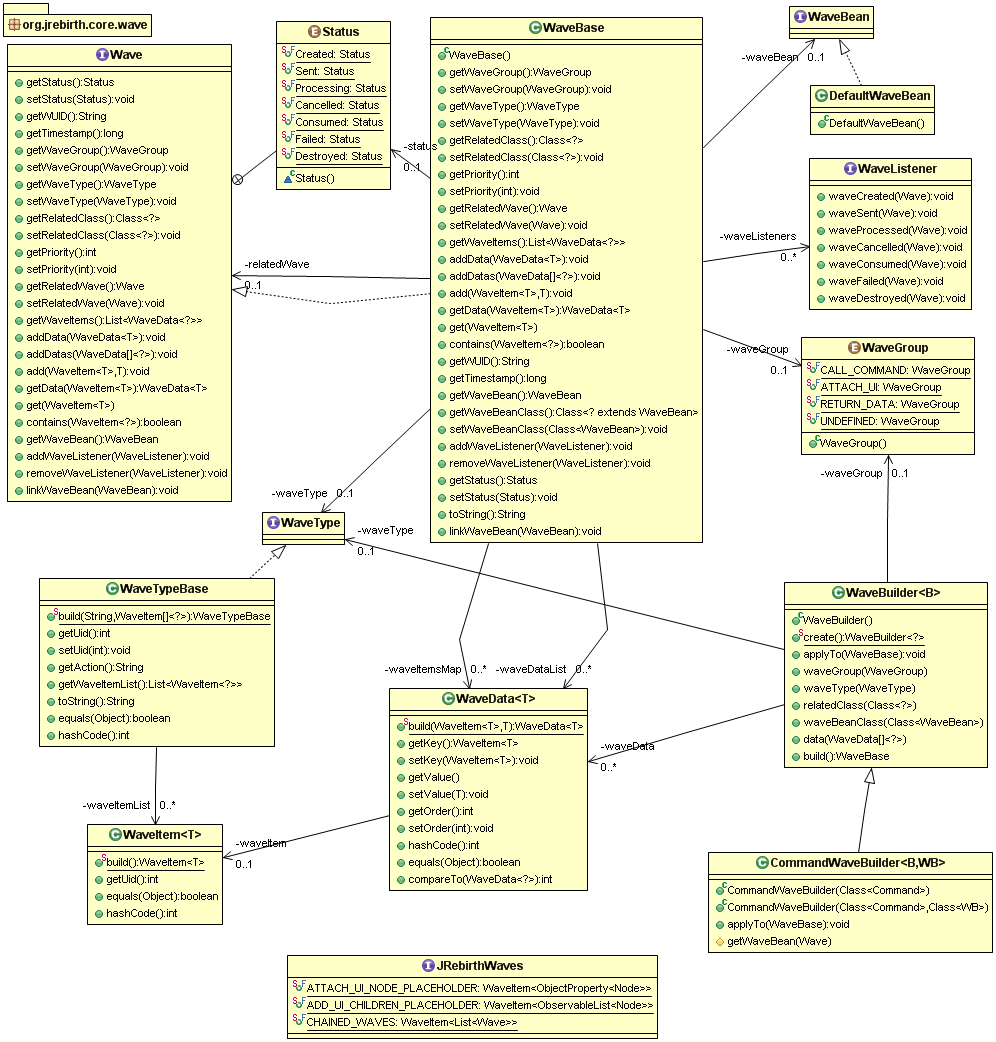 org.jrebirth.core.wave
Wave
getStatus():Status
setStatus(Status):void
getWUID():String
getTimestamp():long
getWaveGroup():WaveGroup
setWaveGroup(WaveGroup):void
getWaveType():WaveType
setWaveType(WaveType):void
getRelatedClass():Class<?>
setRelatedClass(Class<?>):void
getPriority():int
setPriority(int):void
getRelatedWave():Wave
setRelatedWave(Wave):void
getWaveItems():List<WaveData<?>>
addData(WaveData<T>):void
addDatas(WaveData[]<?>):void
add(WaveItem<T>,T):void
getData(WaveItem<T>):WaveData<T>
get(WaveItem<T>)
contains(WaveItem<?>):boolean
getWaveBean():WaveBean
addWaveListener(WaveListener):void
removeWaveListener(WaveListener):void
linkWaveBean(WaveBean):void
Status
Created: Status
Sent: Status
Processing: Status
Cancelled: Status
Consumed: Status
Failed: Status
Destroyed: Status
Status()
-status
0..1
-relatedWave
0..1
WaveBase
WaveBase()
getWaveGroup():WaveGroup
setWaveGroup(WaveGroup):void
getWaveType():WaveType
setWaveType(WaveType):void
getRelatedClass():Class<?>
setRelatedClass(Class<?>):void
getPriority():int
setPriority(int):void
getRelatedWave():Wave
setRelatedWave(Wave):void
getWaveItems():List<WaveData<?>>
addData(WaveData<T>):void
addDatas(WaveData[]<?>):void
add(WaveItem<T>,T):void
getData(WaveItem<T>):WaveData<T>
get(WaveItem<T>)
contains(WaveItem<?>):boolean
getWUID():String
getTimestamp():long
getWaveBean():WaveBean
getWaveBeanClass():Class<? extends WaveBean>
setWaveBeanClass(Class<WaveBean>):void
addWaveListener(WaveListener):void
removeWaveListener(WaveListener):void
getStatus():Status
setStatus(Status):void
toString():String
linkWaveBean(WaveBean):void
WaveBean
-waveBean 0..1
DefaultWaveBean
DefaultWaveBean()
WaveListener
waveCreated(Wave):void
waveSent(Wave):void
waveProcessed(Wave):void
waveCancelled(Wave):void
waveConsumed(Wave):void
waveFailed(Wave):void
waveDestroyed(Wave):void
-waveListeners
0..*
WaveGroup
CALL_COMMAND: WaveGroup
ATTACH_UI: WaveGroup
RETURN_DATA: WaveGroup
UNDEFINED: WaveGroup
WaveGroup()
-waveGroup
0..1
-waveGroup 0..1
-waveType 0..1
WaveType
-waveType
0..1
WaveTypeBase
build(String,WaveItem[]<?>):WaveTypeBase
getUid():int
setUid(int):void
getAction():String
getWaveItemList():List<WaveItem<?>>
toString():String
equals(Object):boolean
hashCode():int
-waveItemList 0..*
WaveItem<T>
build():WaveItem<T>
getUid():int
equals(Object):boolean
hashCode():int
-waveItemsMap 0..*
-waveDataList 0..*
WaveData<T>
build(WaveItem<T>,T):WaveData<T>
getKey():WaveItem<T>
setKey(WaveItem<T>):void
getValue()
setValue(T):void
getOrder():int
setOrder(int):void
hashCode():int
equals(Object):boolean
compareTo(WaveData<?>):int
-waveItem
0..1
-waveData
0..*
WaveBuilder<B>
WaveBuilder()
create():WaveBuilder<?>
applyTo(WaveBase):void
waveGroup(WaveGroup)
waveType(WaveType)
relatedClass(Class<?>)
waveBeanClass(Class<WaveBean>)
data(WaveData[]<?>)
build():WaveBase
CommandWaveBuilder<B,WB>
CommandWaveBuilder(Class<Command>)
CommandWaveBuilder(Class<Command>,Class<WB>)
applyTo(WaveBase):void
getWaveBean(Wave)
JRebirthWaves
ATTACH_UI_NODE_PLACEHOLDER: WaveItem<ObjectProperty<Node>>
ADD_UI_CHILDREN_PLACEHOLDER: WaveItem<ObservableList<Node>>
CHAINED_WAVES: WaveItem<List<Wave>>